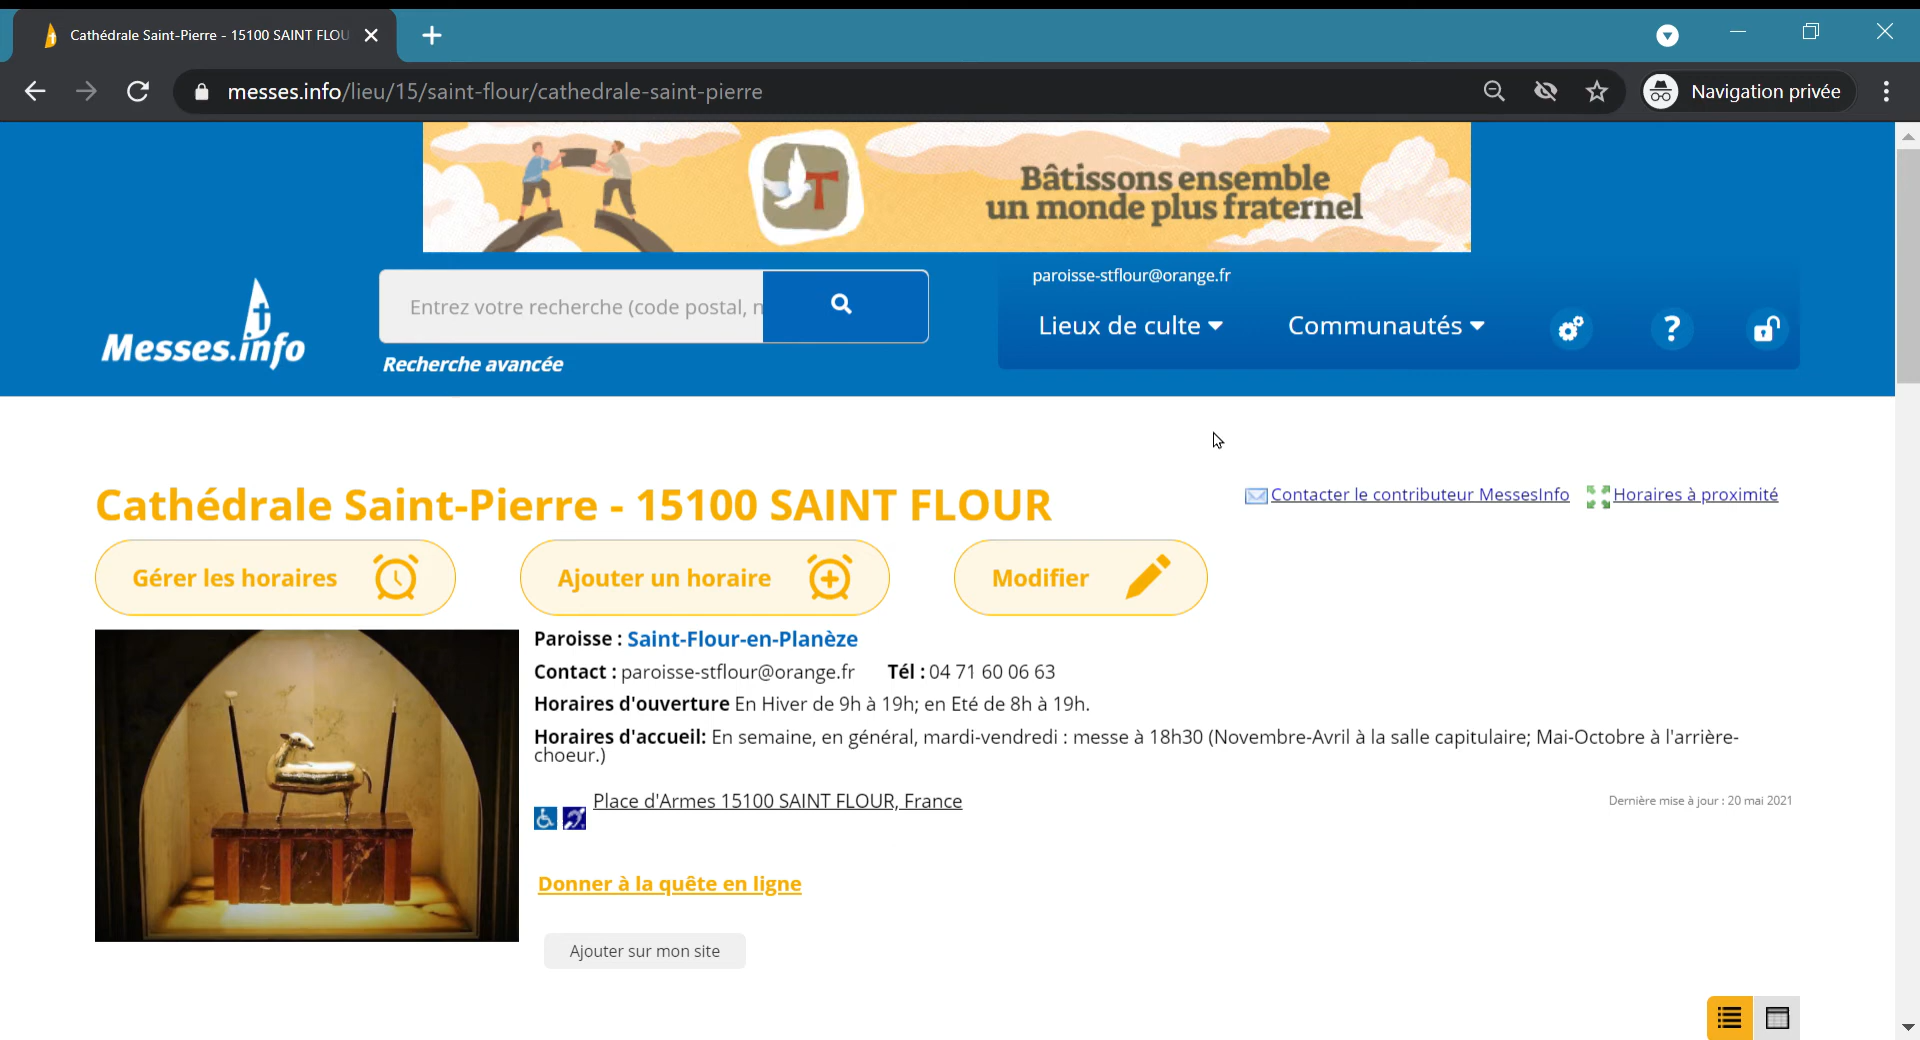 Cathédrale Saint-Pierre - 15100 SAINT FLOU
messes.info/lieu/15/saint-flour/cathedrale-saint-pierre
Navigation privée
Bâtissons ensemble
un monde plus fraternel
T
Messes.info
Entrez votre recherche (code postal, n
Recherche avancée
paroisse-stflour@orange.fr
Lieux de culte
Communautés
?
Cathédrale Saint-Pierre - 15100 SAINT FLOUR
Contacter le contributeur MessesInfo
Horaires à proximité
Gérer les horaires
Ajouter un horaire
Modifier
Paroisse : Saint-Flour-en-Planèze
Contact : paroisse-stflour@orange.fr Tél : 04 71 60 06 63
Horaires d'ouverture En Hiver de 9h à 19h; en Eté de 8h à 19h.
Horaires d'accueil: En semaine, en général, mardi-vendredi : messe à 18h30 (Novembre-Avril à la salle capitulaire; Mai-Octobre à l'arrière-
choeur.)
Place d'Armes 15100 SAINT FLOUR, France
Dernière mise à jour : 20 mai 2021
Donner à la quête en ligne
Ajouter sur mon site